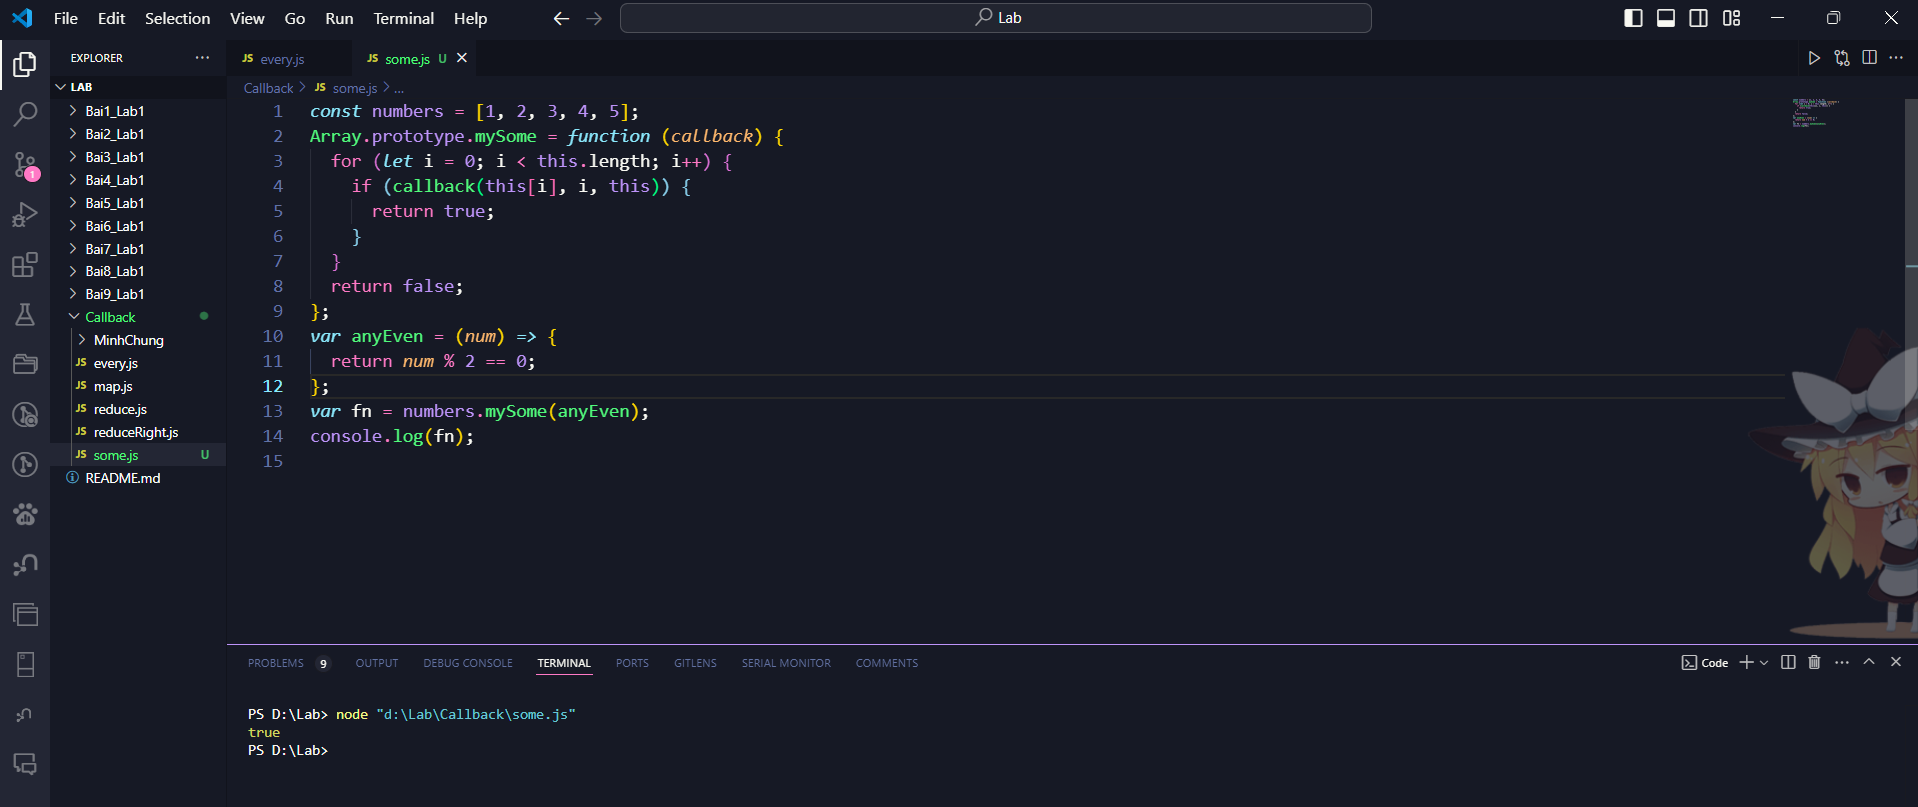 File Edit Selection View Go Run Terminal Help
Lab
EXPLORER
LAB
Bai1_Lab1
Bai2_Lab1
Bai3_Lab1
Bai4_Lab1
Bai5_Lab1
Bai6_Lab1
Bai7_Lab1
Bai8_Lab1
Bai9_Lab1
Callback
MinhChung
JS every.js
JS map.js
JS reduce.js
JS reduceRight.js
JS some.js U
README.md
1
JS every.js
JS some.js U
Callback > JS some.js > ...
1 const numbers = [1, 2, 3, 4, 5];
2 Array.prototype.mySome = function (callback) {
3 for (let i = 0; i < this.length; i++) {
4 if (callback(this[i], i, this)) {
5 return true;
6 }
7 }
8 return false;
9 };
10 var anyEven = (num) => {
11 return num % 2 == 0;
12 };
13 var fn = numbers.mySome(anyEven);
14 console.log(fn);
15
PROBLEMS 9 OUTPUT DEBUG CONSOLE TERMINAL PORTS GITLENS SERIAL MONITOR COMMENTS
Code
PS D:\Lab> node "d:\Lab\Callback\some.js"
true
PS D:\Lab>